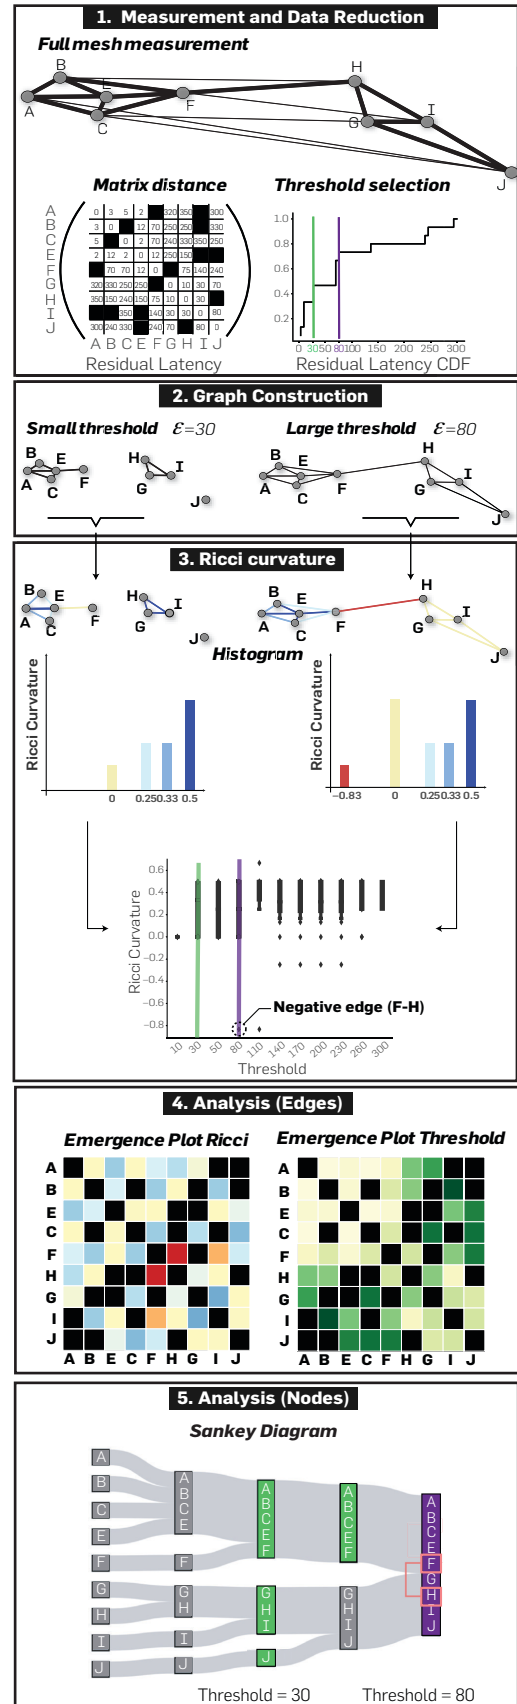 1. Measurement and Data Reduction
Full mesh measurement
B
H
A
E
F
C
G
I
J
Matrix distance
Threshold selection
A
B
C
E
F
G
H
I
J
0 3 5 2 320 350 300
3 0 12 70 250 250 330
5 0 2 12 240 330 350 250
2 12 2 0 12 250 150
70 70 12 0 75 140 240
320 330 250 250 0 10 30 70
350 150 240 150 75 10 0 30
350 140 30 30 0 80
300 240 330 240 70 80 0
A B C E F G H I J
Residual Latency
1.0
0.8
0.6
0.4
0.2
0 30 50 80 100 150 200 250 300
Residual Latency CDF
2. Graph Construction
Small threshold ℰ=30
Large threshold ℰ=80
B
E
A
C
F
H
I
G
J
B
E
A
C
F
H
G
I
J
3. Ricci curvature
B
E
A
C
F
H
I
G
J
B
E
A
C
F
H
G
I
J
Histogram
Ricci Curvature
0 0.25 0.33 0.5
Ricci Curvature
−0.83 0 0.25 0.33 0.5
Ricci Curvature
0.6
0.4
0.2
0.0
−0.2
−0.4
−0.6
−0.8
Negative edge (F-H)
10 30 50 80 110 140 170 200 230 260 300
Threshold
4. Analysis (Edges)
Emergence Plot Ricci
Emergence Plot Threshold
A
B
E
C
F
H
G
I
J
A B E C F H G I J
A
B
E
C
F
H
G
I
J
A B E C F H G I J
5. Analysis (Nodes)
Sankey Diagram
A
B
C
E
F
G
H
I
J
A
B
C
E
F
G
H
I
J
A
B
C
E
F
G
H
I
J
A
B
C
E
F
G
H
I
J
A
B
C
E
F
G
H
I
J
Threshold = 30
Threshold = 80